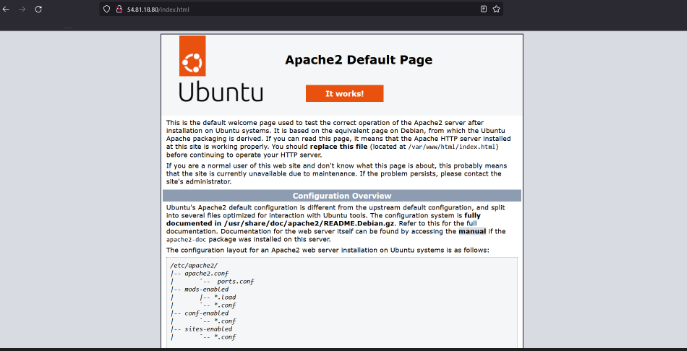 54.81.18.80/index.html
Apache2 Default Page
Ubuntu
It works!
This is the default welcome page used to test the correct operation of the Apache2 server after
installation on Ubuntu systems. It is based on the equivalent page on Debian, from which the Ubuntu
Apache packaging is derived. If you can read this page, it means that the Apache HTTP server installed
at this site is working properly. You should replace this file (located at /var/www/html/index.html)
before continuing to operate your HTTP server.
If you are a normal user of this web site and don't know what this page is about, this probably means
that the site is currently unavailable due to maintenance. If the problem persists, please contact the
site's administrator.
Configuration Overview
Ubuntu's Apache2 default configuration is different from the upstream default configuration, and split
into several files optimized for interaction with Ubuntu tools. The configuration system is fully
documented in /usr/share/doc/apache2/README.Debian.gz. Refer to this for the full
documentation. Documentation for the web server itself can be found by accessing the manual if the
apache2-doc package was installed on this server.
The configuration layout for an Apache2 web server installation on Ubuntu systems is as follows:
/etc/apache2/
|-- apache2.conf
|       `--  ports.conf
|-- mods-enabled
|       |-- *.load
|       `-- *.conf
|-- conf-enabled
|       `-- *.conf
|-- sites-enabled
|       `-- *.conf